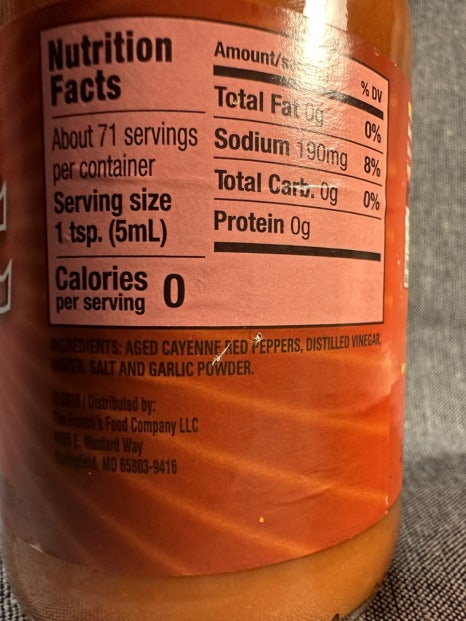 Nutrition
Facts
About 71 servings
per container
Serving size
1 tsp. (5mL)
Calories
per serving 0
Amount/
% DV
Total Fat 0g 0%
Sodium 190mg 8%
Total Carb. 0g 0%
Protein 0g
INGREDIENTS: AGED CAYENNE RED PEPPERS, DISTILLED VINEGAR,
WATER, SALT AND GARLIC POWDER.
/ Distributed by:
The French's Food Company LLC
E. Mustard Way
Springfield, MO 65803-9416